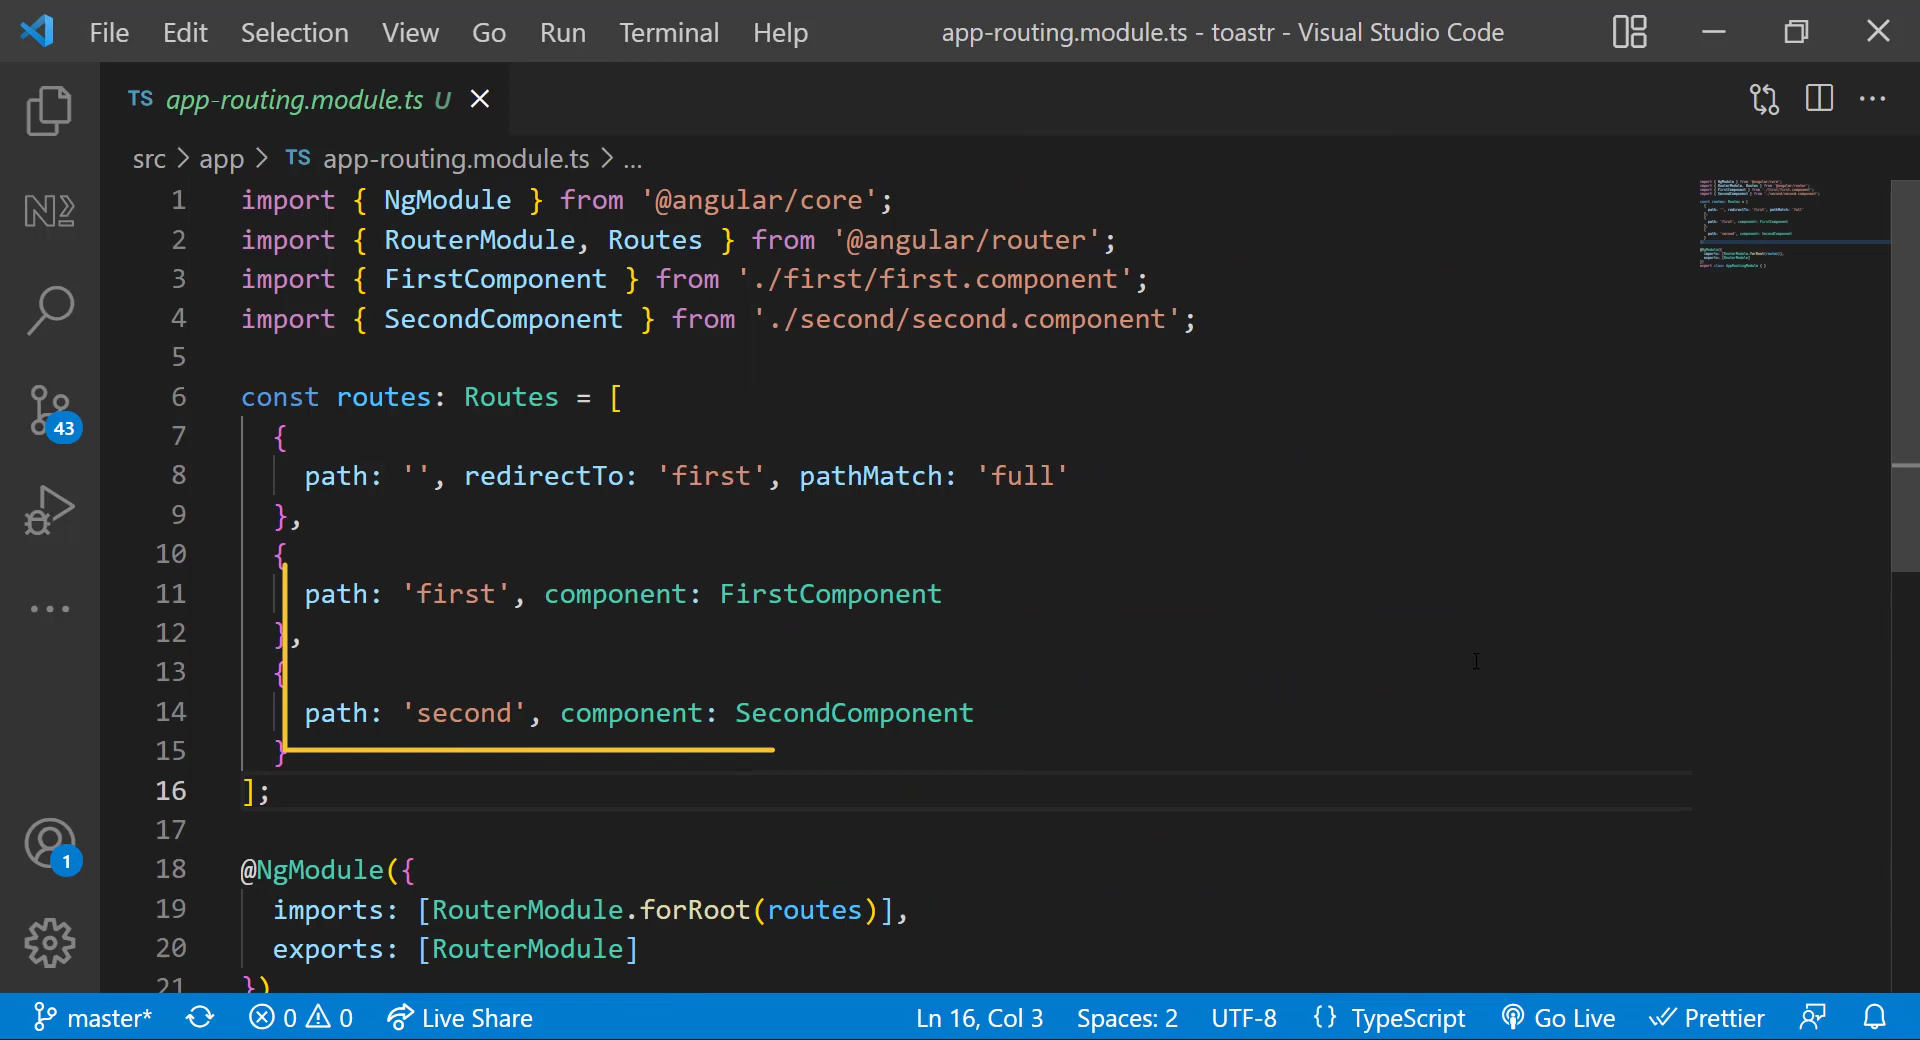 File Edit Selection View Go Run Terminal Help app-routing.module.ts - toastr - Visual Studio Code
TS app-routing.module.ts U
src > app > TS app-routing.module.ts > ...
1 import { NgModule } from '@angular/core';
2 import { RouterModule, Routes } from '@angular/router';
3 import { FirstComponent } from './first/first.component';
4 import { SecondComponent } from './second/second.component';
5
6 const routes: Routes = [
7 {
8 path: '', redirectTo: 'first', pathMatch: 'full'
9 },
10 {
11 path: 'first', component: FirstComponent
12 },
13 {
14 path: 'second', component: SecondComponent
15 }
16 ];
17
18 @NgModule({
19 imports: [RouterModule.forRoot(routes)],
20 exports: [RouterModule]
21 })
43
1
master* 0 0 Live Share Ln 16, Col 3 Spaces: 2 UTF-8 {} TypeScript Go Live Prettier